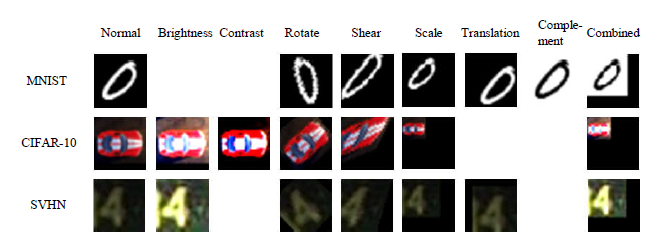 Normal Brightness Contrast Rotate Shear Scale Translation Comple-
ment Combined
MNIST
CIFAR-10
SVHN